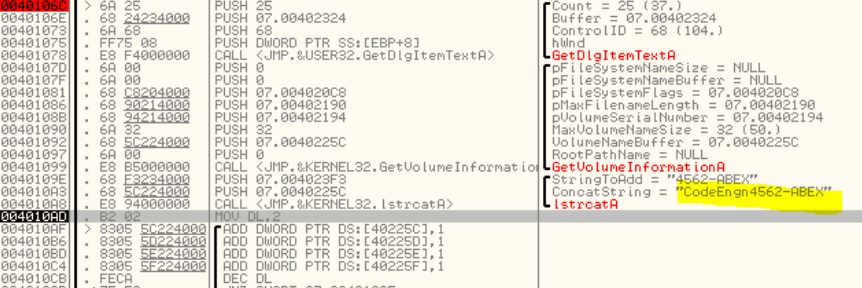 0040106C > 6A 25 PUSH 25 Count = 25 (37.)
0040106E . 68 24234000 PUSH 07.00402324 Buffer = 07.00402324
00401073 . 6A 68 PUSH 68 ControlID = 68 (104.)
00401075 . FF75 08 PUSH DWORD PTR SS:[EBP+8] hWnd
00401078 . E8 F4000000 CALL <JMP.&USER32.GetDlgItemTextA> GetDlgItemTextA
0040107D . 6A 00 PUSH 0 pFileSystemNameSize = NULL
0040107F . 6A 00 PUSH 0 pFileSystemNameBuffer = NULL
00401081 . 68 C8204000 PUSH 07.004020C8 pFileSystemFlags = 07.004020C8
00401086 . 68 90214000 PUSH 07.00402190 pMaxFilenameLength = 07.00402190
0040108B . 68 94214000 PUSH 07.00402194 pVolumeSerialNumber = 07.00402194
00401090 . 6A 32 PUSH 32 MaxVolumeNameSize = 32 (50.)
00401092 . 68 5C224000 PUSH 07.0040225C VolumeNameBuffer = 07.0040225C
00401097 . 6A 00 PUSH 0 RootPathName = NULL
00401099 . E8 B5000000 CALL <JMP.&KERNEL32.GetVolumeInformation GetVolumeInformationA
0040109E . 68 F3234000 PUSH 07.004023F3 StringToAdd = "4562-ABEX"
004010A3 . 68 5C224000 PUSH 07.0040225C ConcatString = "CodeEngn4562-ABEX"
004010A8 . E8 94000000 CALL <JMP.&KERNEL32.lstrcatA> lstrcatA
004010AD . B2 02 MOV DL,2
004010AF > 8305 5C224000 ADD DWORD PTR DS:[40225C],1
004010B6 . 8305 5D224000 ADD DWORD PTR DS:[40225D],1
004010BD . 8305 5E224000 ADD DWORD PTR DS:[40225E],1
004010C4 . 8305 5F224000 ADD DWORD PTR DS:[40225F],1
004010CB . FECA DEC DL